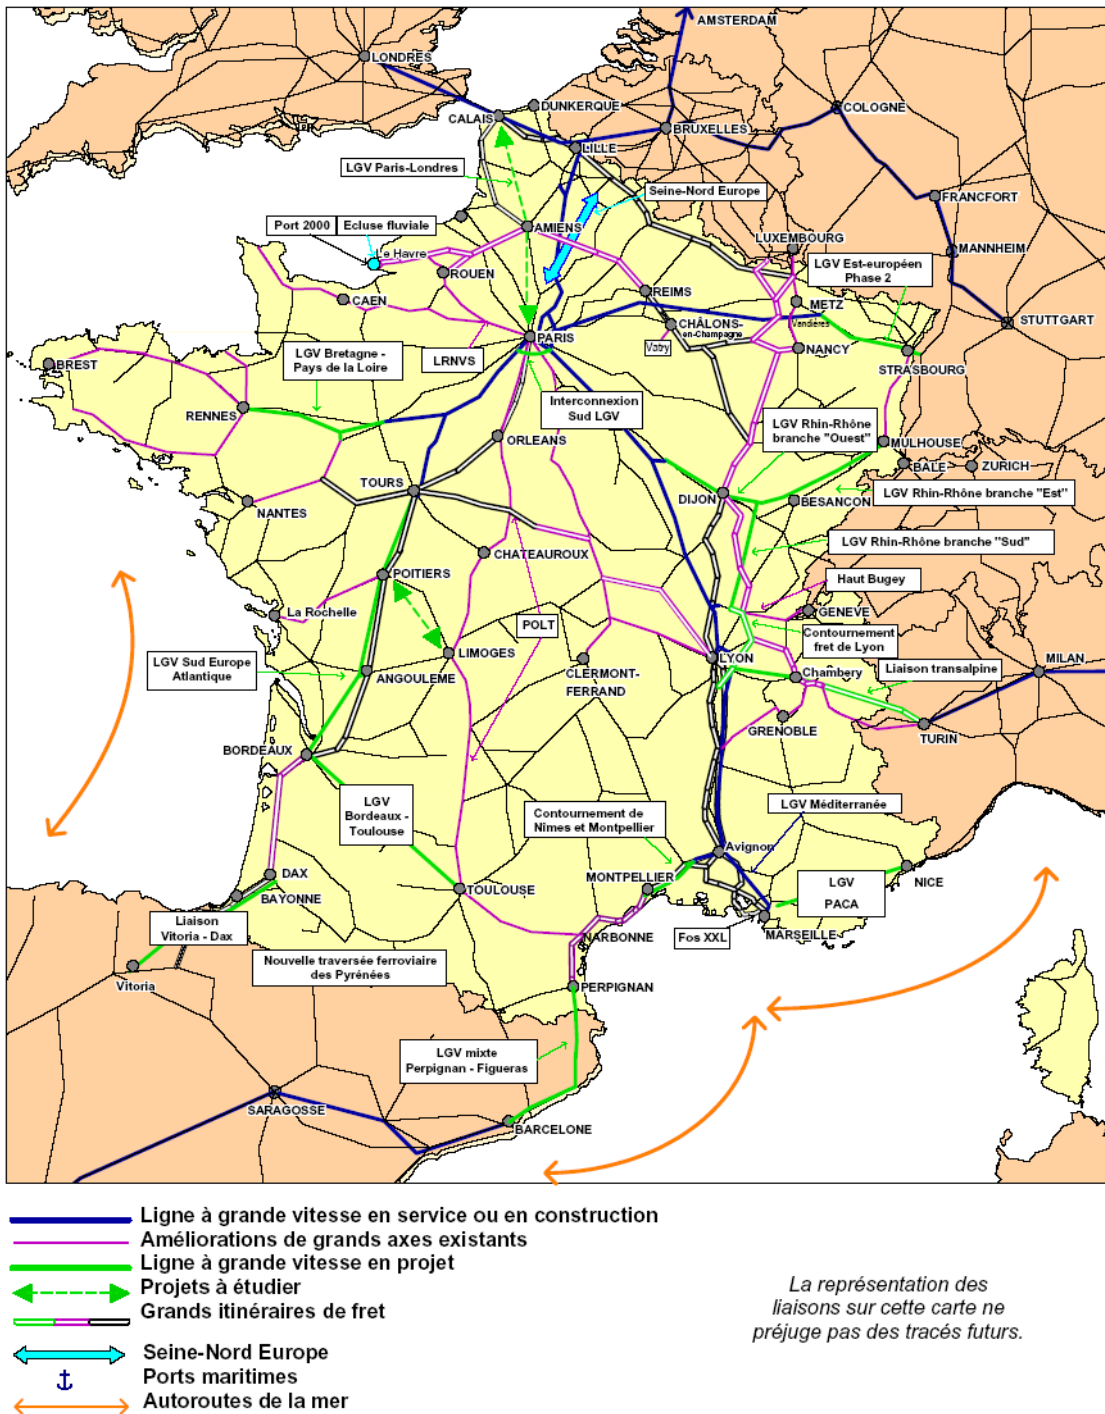 AMSTERDAM
LONDRES
DUNKERQUE
COLOGNE
CALAIS
BRUXELLES
LILLE
LGV Paris-Londres
Seine-Nord Europe
FRANCFORT
Port 2000
Ecluse fluviale
AMIENS
LUXEMBOURG
MANNHEIM
Le Havre
ROUEN
LGV Est-européen
Phase 2
REIMS
CAEN
METZ
CHÂLONS-
en-Champagne
Vandières
STUTTGART
PARIS
Vatry
NANCY
BREST
LGV Bretagne -
Pays de la Loire
LRNVS
STRASBOURG
Interconnexion
Sud LGV
RENNES
ORLEANS
LGV Rhin-Rhône
branche "Ouest"
MULHOUSE
BALE
ZURICH
TOURS
DIJON
BESANCON
LGV Rhin-Rhône branche "Est"
NANTES
CHATEAUROUX
LGV Rhin-Rhône branche "Sud"
POITIERS
Haut Bugey
La Rochelle
GENEVE
POLT
Contournement
fret de Lyon
LIMOGES
LYON
LGV Sud Europe
Atlantique
ANGOULEME
CLERMONT-
FERRAND
Chambery
Liaison transalpine
MILAN
GRENOBLE
TURIN
BORDEAUX
LGV
Bordeaux -
Toulouse
Contournement de
Nimes et Montpellier
LGV Méditerranée
Avignon
DAX
TOULOUSE
MONTPELLIER
NICE
BAYONNE
LGV
PACA
Liaison
Vitoria - Dax
NARBONNE
Fos XXL
MARSEILLE
Nouvelle traversée ferroviaire
des Pyrénées
Vitoria
PERPIGNAN
LGV mixte
Perpignan - Figueras
SARAGOSSE
BARCELONE
Ligne à grande vitesse en service ou en construction
Améliorations de grands axes existants
Ligne à grande vitesse en projet
Projets à étudier
Grands itinéraires de fret
La représentation des
liaisons sur cette carte ne
préjuge pas des tracés futurs.
Seine-Nord Europe
Ports maritimes
Autoroutes de la mer